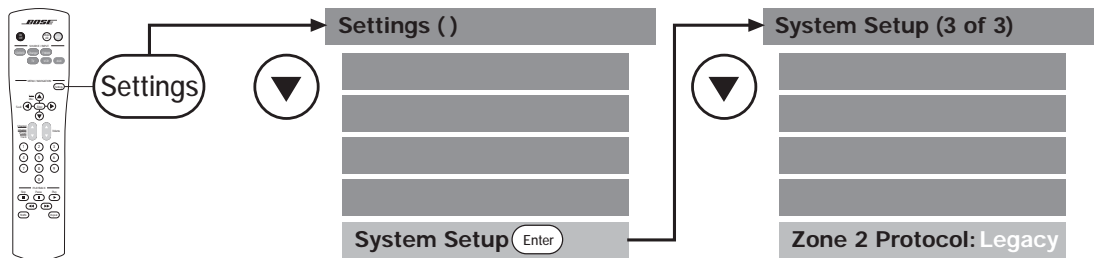 BOSE
Settings
Settings ( )
System Setup Enter
System Setup (3 of 3)
Zone 2 Protocol: Legacy